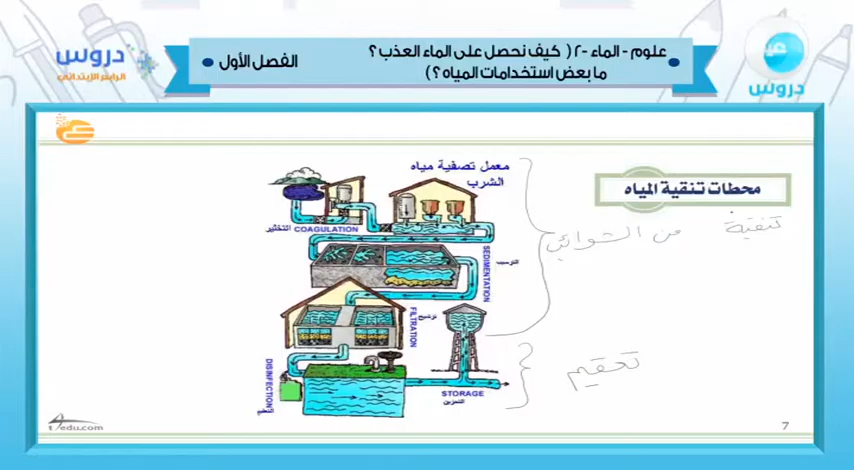 علوم - الماء -٢ ( كيف نحصل على الماء العذب ؟
ما بعض استخدامات المياه ؟)
الفصل الأول
دروس
الرابع الإبتدائي
عين
دروس
محطات تنقية المياه
معمل تصفية مياه
الشرب
تنقية من الشوائب
COAGULATION التخثير
SEDIMENTATION
الترسيب
FILTRATION
ترشيح
DISINFECTION
STORAGE
التخزين
تعقيم
t4edu.com
7